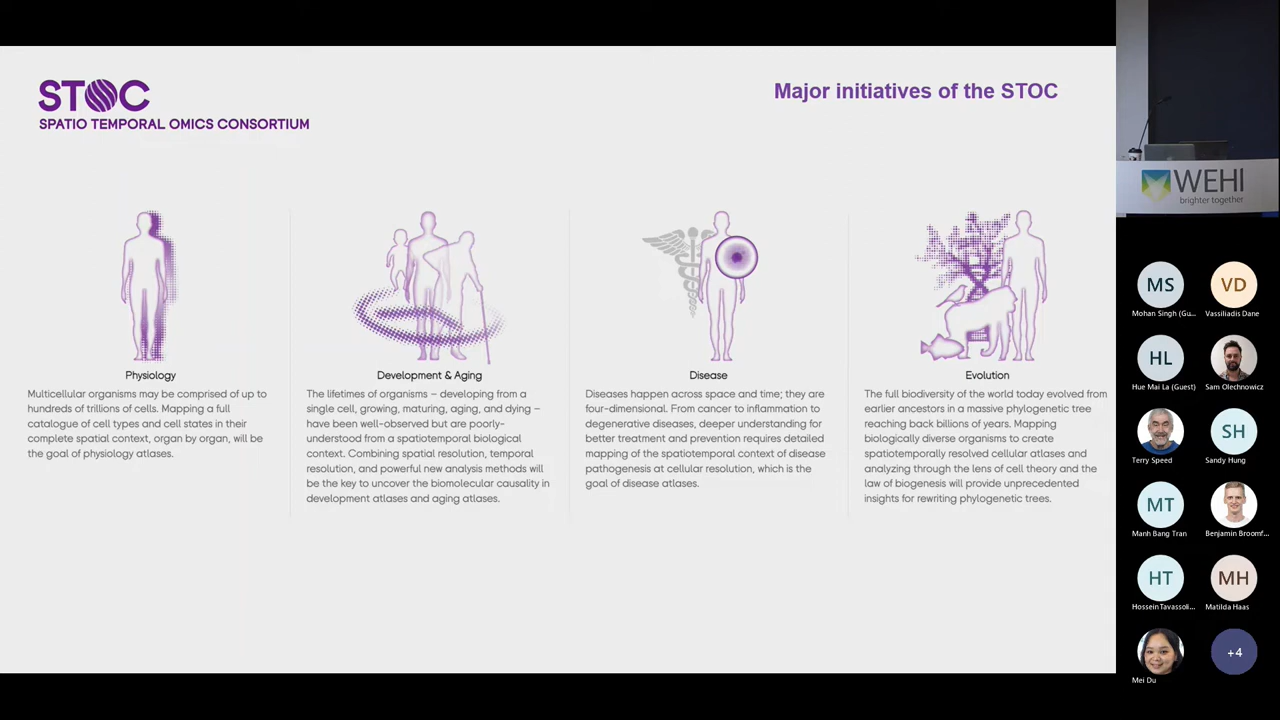 STOC
SPATIO TEMPORAL OMICS CONSORTIUM
Major initiatives of the STOC
Physiology
Multicellular organisms may be comprised of up to
hundreds of trillions of cells. Mapping a full
catalogue of cell types and cell states in their
complete spatial context, organ by organ, will be
the goal of physiology atlases.
Development & Aging
The lifetimes of organisms – developing from a
single cell, growing, maturing, aging, and dying –
have been well-observed but are poorly-
understood from a spatiotemporal biological
context. Combining spatial resolution, temporal
resolution, and powerful new analysis methods will
be the key to uncover the biomolecular causality in
development atlases and aging atlases.
Disease
Diseases happen across space and time; they are
four-dimensional. From cancer to inflammation to
degenerative diseases, deeper understanding for
better treatment and prevention requires detailed
mapping of the spatiotemporal context of disease
pathogenesis at cellular resolution, which is the
goal of disease atlases.
Evolution
The full biodiversity of the world today evolved from
earlier ancestors in a massive phylogenetic tree
reaching back billions of years. Mapping
biologically diverse organisms to create
spatiotemporally resolved cellular atlases and
analyzing through the lens of cell theory and the
law of biogenesis will provide unprecedented
insights for rewriting phylogenetic trees.
WEHI
brighter together
MS
Mohan Singh (Gu...
VD
Vassiliadis Dane
HL
Hue Mai La (Guest)
Sam Olechnowicz
Terry Speed
SH
Sandy Hung
MT
Manh Bang Tran
Benjamin Broomf...
HT
Hossein Tavassoli...
MH
Matilda Haas
Mei Du
+4